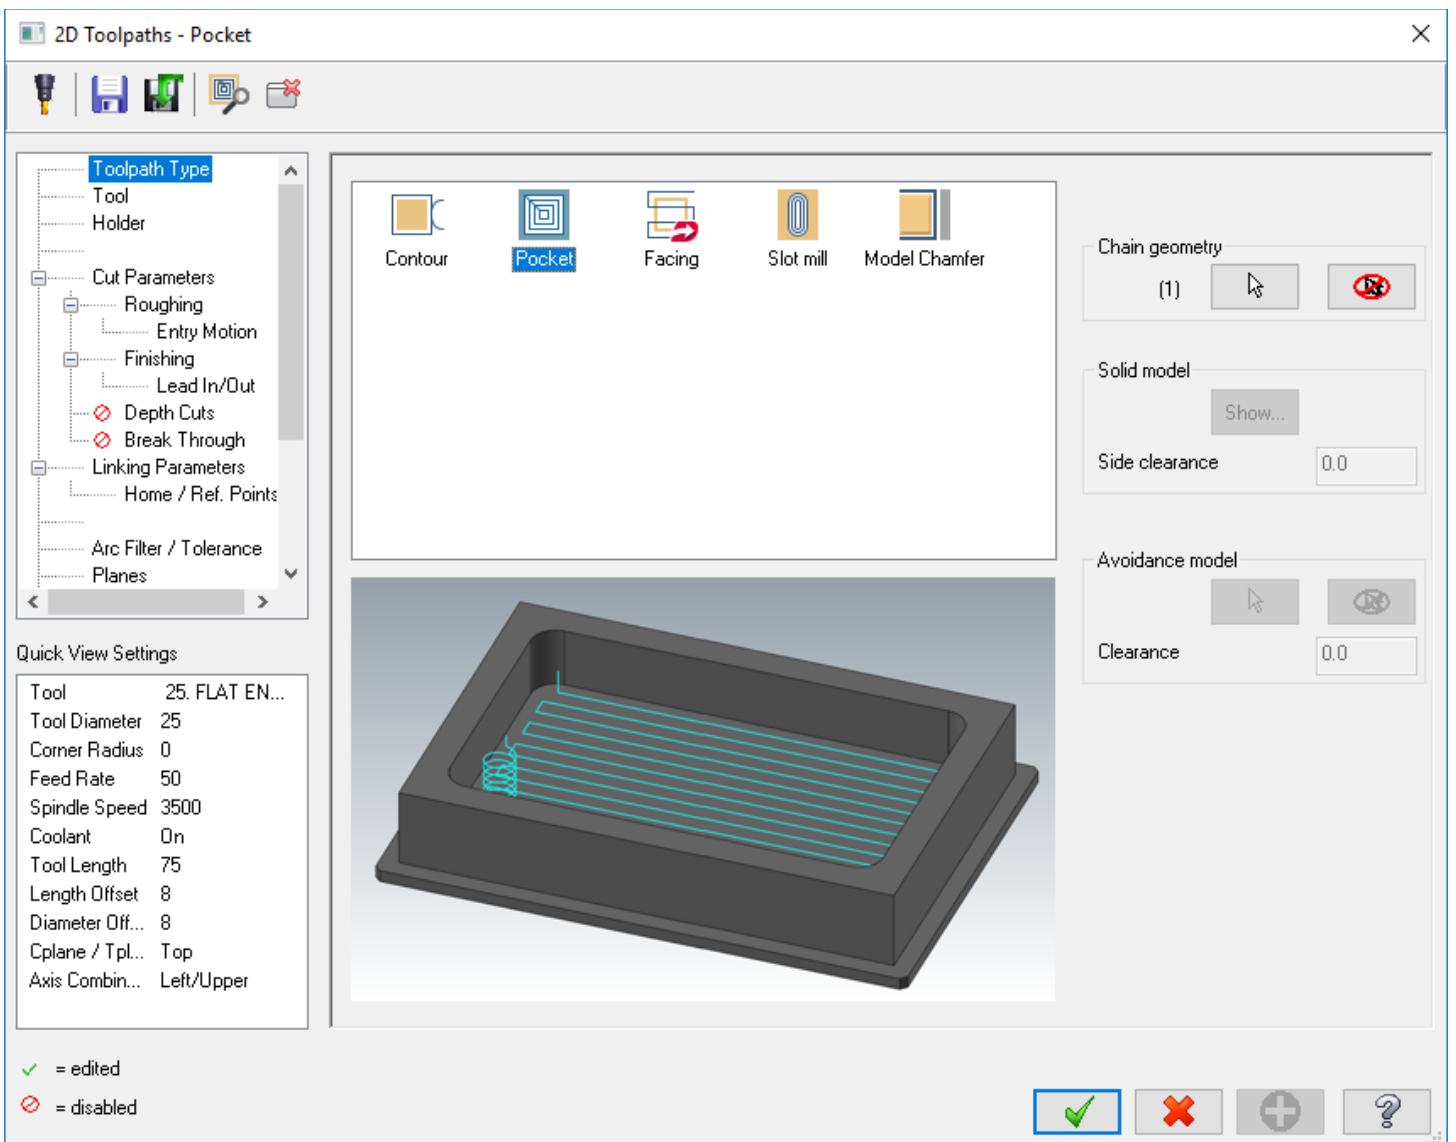 2D Toolpaths - Pocket
Toolpath Type
Tool
Holder
Cut Parameters
Roughing
Entry Motion
Finishing
Lead In/Out
Depth Cuts
Break Through
Linking Parameters
Home / Ref. Points
Arc Filter / Tolerance
Planes
Contour
Pocket
Facing
Slot mill
Model Chamfer
Chain geometry
(1)
Solid model
Show...
Side clearance 0.0
Avoidance model
Clearance 0.0
Quick View Settings
Tool 25. FLAT EN...
Tool Diameter 25
Corner Radius 0
Feed Rate 50
Spindle Speed 3500
Coolant On
Tool Length 75
Length Offset 8
Diameter Off... 8
Cplane / Tpl... Top
Axis Combin... Left/Upper
= edited
= disabled